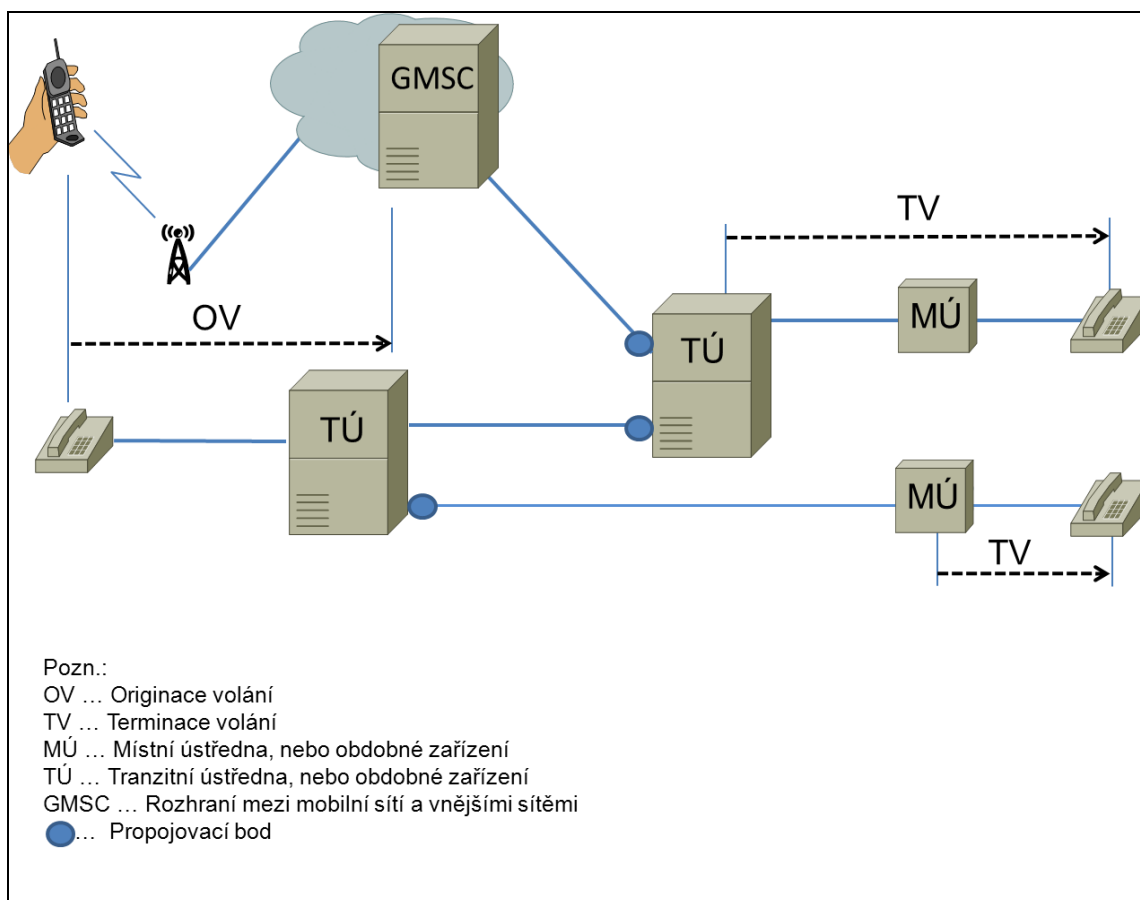 GMSC
TV
OV
MÚ
TÚ
TÚ
MÚ
TV
Pozn.:
OV … Originace volání
TV … Terminace volání
MÚ … Místní ústředna, nebo obdobné zařízení
TÚ … Tranzitní ústředna, nebo obdobné zařízení
GMSC … Rozhraní mezi mobilní sítí a vnějšími sítěmi
… Propojovací bod